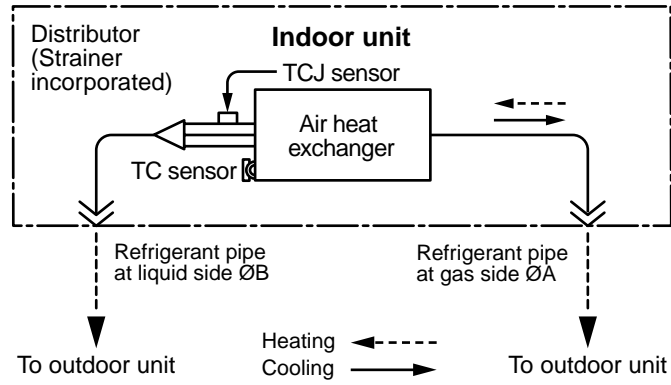 Distributor
(Strainer
incorporated)
Indoor unit
TCJ sensor
Air heat
exchanger
TC sensor
Refrigerant pipe
at liquid side ØB
Refrigerant pipe
at gas side ØA
Heating
Cooling
To outdoor unit
To outdoor unit